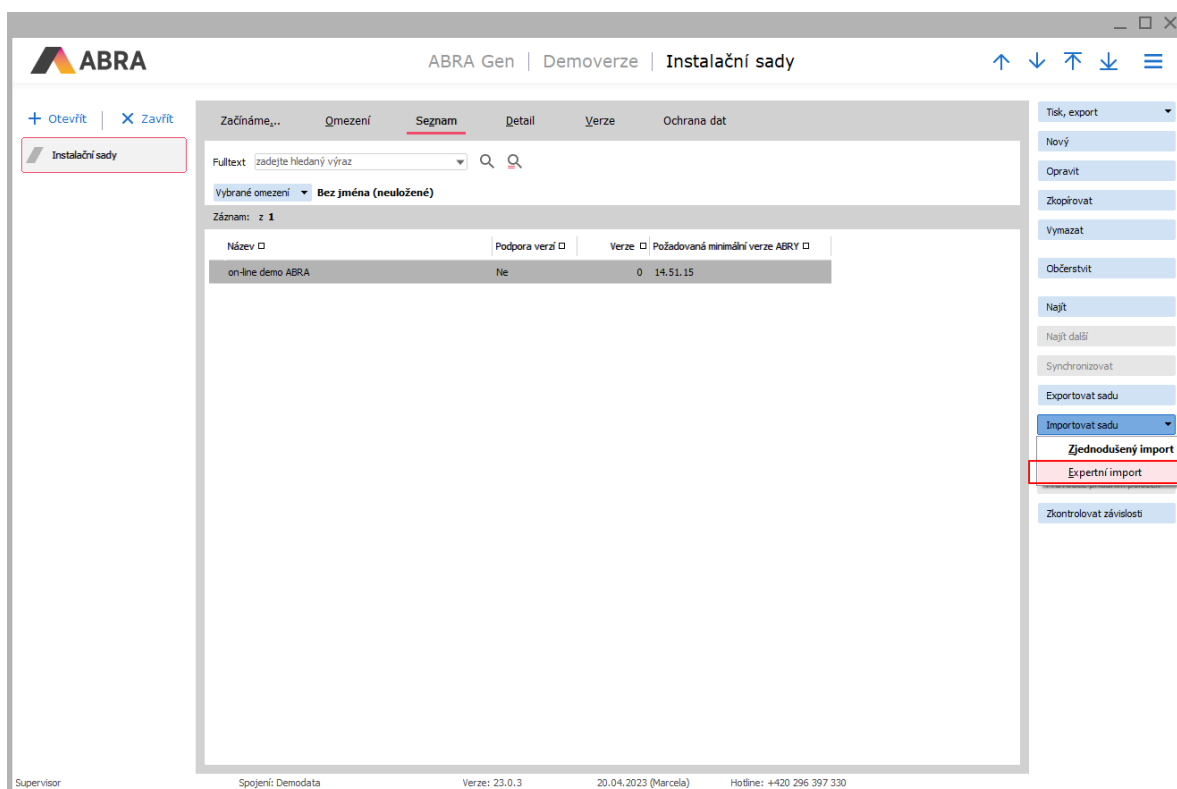 ABRA
ABRA Gen | Demoverze | Instalační sady
Otevřít
Zavřít
Instalační sady
Začínáme,..
Omezení
Seznam
Detail
Verze
Ochrana dat
Fulltext
zadejte hledaný výraz
Vybrané omezení
Bez jména (neuložené)
Záznam: z 1
Název
Podpora verzí
Verze
Požadovaná minimální verze ABRY
on-line demo ABRA
Ne
0
14.51.15
Tisk, export
Nový
Opravit
Zkopírovat
Vymazat
Občerstvit
Najít
Najít další
Synchronizovat
Exportovat sadu
Importovat sadu
Zjednodušený import
Expertní import
Zkontrolovat závislosti
Supervisor
Spojení: Demodata
Verze: 23.0.3
20.04.2023 (Marcela)
Hotline: +420 296 397 330